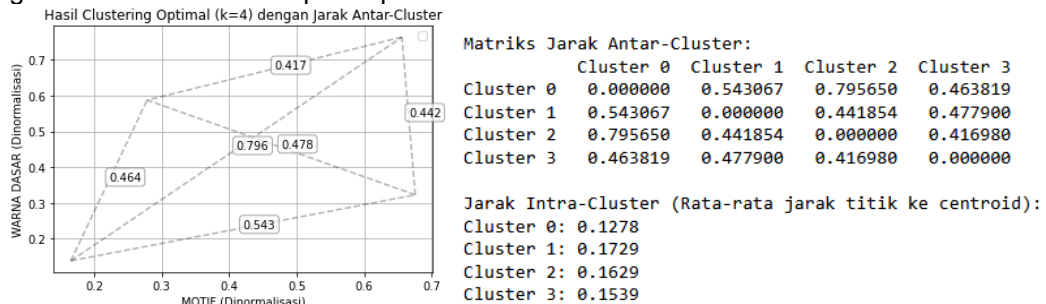 Hasil Clustering Optimal (k=4) dengan Jarak Antar-Cluster
WARNA DASAR (Dinormalisasi)
0.7
0.6
0.5
0.4
0.3
0.2
0.417
0.442
0.796
0.478
0.464
0.543
0.2 0.3 0.4 0.5 0.6 0.7
MOTIF (Dinormalisasi)
Matriks Jarak Antar-Cluster:
Cluster 0 Cluster 1 Cluster 2 Cluster 3
Cluster 0 0.000000 0.543067 0.795650 0.463819
Cluster 1 0.543067 0.000000 0.441854 0.477900
Cluster 2 0.795650 0.441854 0.000000 0.416980
Cluster 3 0.463819 0.477900 0.416980 0.000000
Jarak Intra-Cluster (Rata-rata jarak titik ke centroid):
Cluster 0: 0.1278
Cluster 1: 0.1729
Cluster 2: 0.1629
Cluster 3: 0.1539